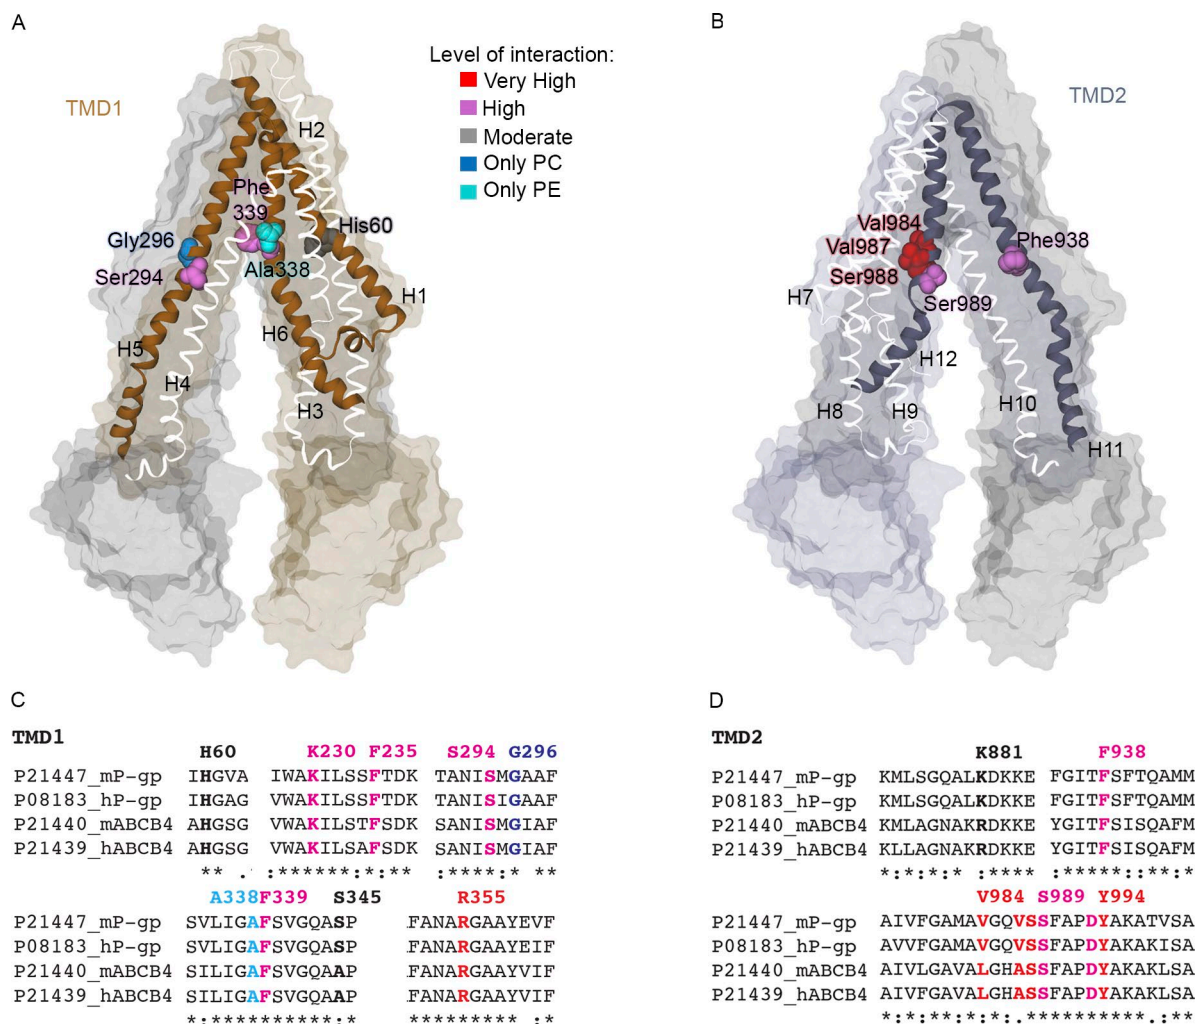 A
B
Level of interaction:
Very High
High
Moderate
Only PC
Only PE
TMD1
TMD2
H2
Phe
339
His60
Gly296
Ala338
Ser294
H1
H6
H5
H4
H3
Val984
Val987
Phe938
Ser988
H7
Ser989
H12
H8
H9
H10
H11
C
TMD1
H60 K230 F235 S294 G296
P21447_mP-gp IHGVA IWAKILSSFTDK TANISMGAAF
P08183_hP-gp IHGAG VWAKILSSFTDK TANISIGAAF
P21440_mABCB4 AHGSG VWAKILSTFSDK SANISMGIAF
P21439_hABCB4 AHGSG VWAKILSAFSDK SANISMGIAF
** . :*******:*:** :****:* **
A338F339 S345 R355
P21447_mP-gp SVLIGAFSVGQASP FANARGAAYEVF
P08183_hP-gp SVLIGAFSVGQASP FANARGAAYEIF
P21440_mABCB4 SILIGAFSVGQAAP FANARGAAYVIF
P21439_hABCB4 SILIGAFSVGQAAP FANARGAAYVIF
*:**********:* ********* :*
D
TMD2
K881 F938
P21447_mP-gp KMLSGQALKDKKE FGITFSFTQAMM
P08183_hP-gp KMLSGQALKDKKE FGITFSFTQAMM
P21440_mABCB4 KMLAGNAKRDKKE YGITFSISQAFM
P21439_hABCB4 KLLAGNAKRDKKE YGITFSISQAFM
V984 S989 Y994
P21447_mP-gp AIVFGAMAVGQVSSFAPDYAKATVSA
P08183_hP-gp AVVFGAMAVGQVSSFAPDYAKAKISA
P21440_mABCB4 AIVLGAVALGHASSFAPDYAKAKLSA
P21439_hABCB4 AIVFGAVALGHASSFAPDYAKAKLSA